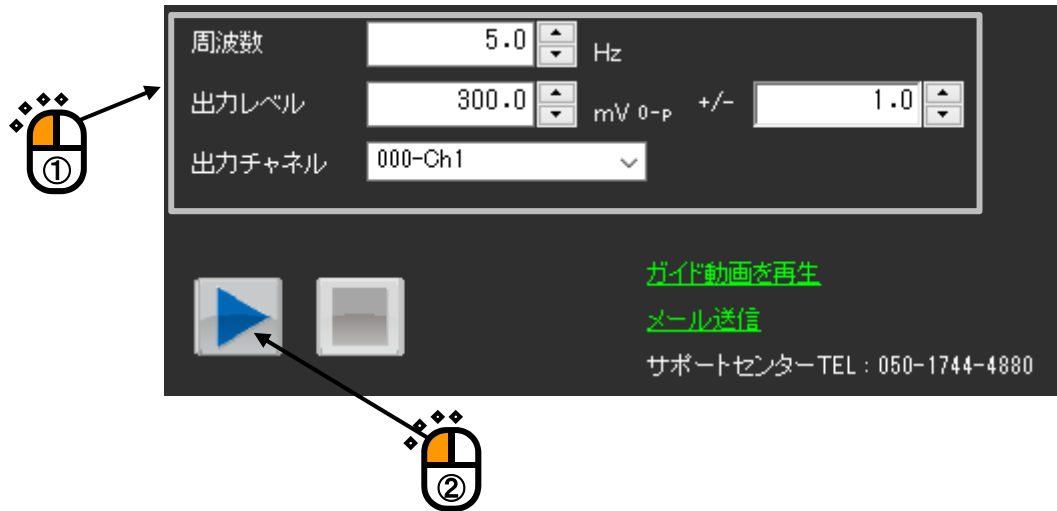 周波数 5.0 Hz
出力レベル 300.0 mV 0-p +/- 1.0
出力チャネル 000-Ch1
①
ガイド動画を再生
メール送信
サポートセンターTEL：050-1744-4880
②